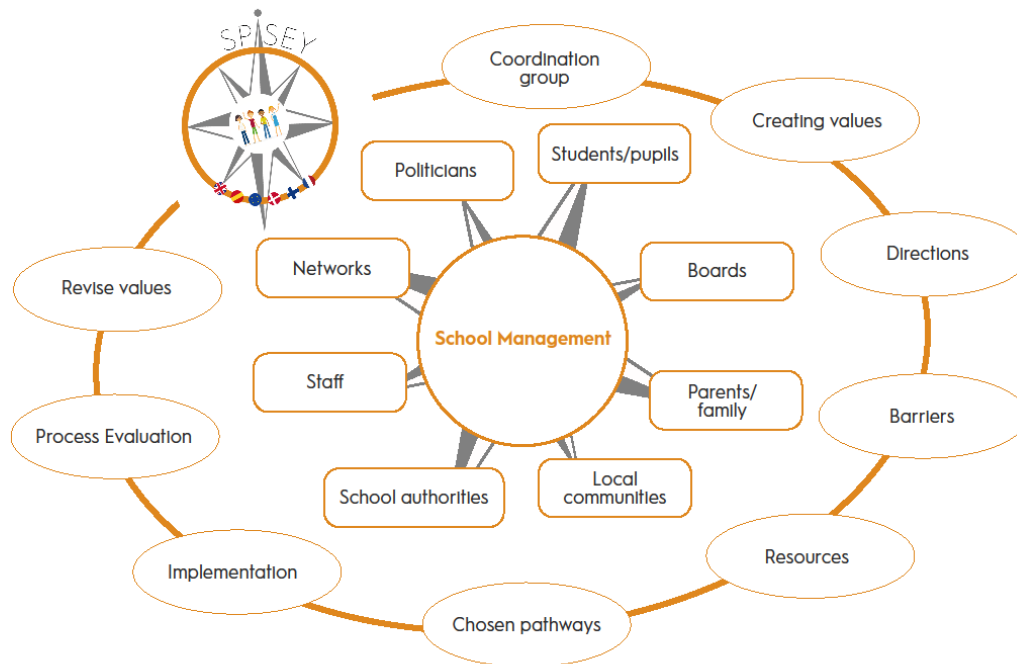 SPISEY
Coordination
group
Creating values
Politicians
Students/pupils
Directions
Networks
Boards
Revise values
School Management
Staff
Parents/
family
Barriers
Process Evaluation
School authorities
Local
communities
Resources
Implementation
Chosen pathways